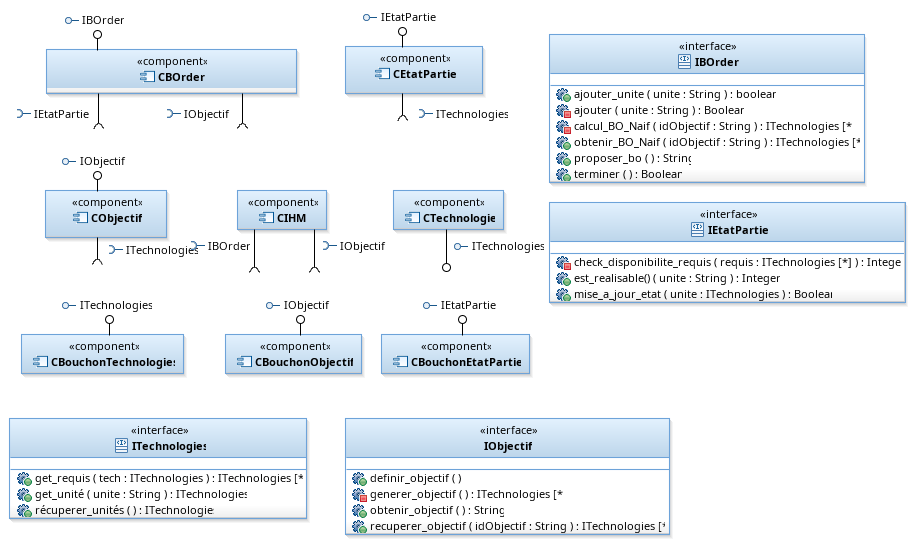 IBOrder
IEtatPartie
«component»
CBOrder
«component»
CEtatPartie
IEtatPartie
IObjectif
ITechnologies
«interface»
IBOrder
ajouter_unite ( unite : String ) : boolean
ajouter ( unite : String ) : Boolean
calcul_BO_Naif ( idObjectif : String ) : ITechnologies [*
obtenir_BO_Naif ( idObjectif : String ) : ITechnologies [*
proposer_bo ( ) : String
terminer ( ) : Boolean
IObjectif
«component»
CObjectif
ITechnologies
«component»
CIHM
IBOrder
IObjectif
«component»
CTechnologie
ITechnologies
«interface»
IEtatPartie
check_disponibilite_requis ( requis : ITechnologies [*] ) : Intege
est_realisable() ( unite : String ) : Integer
mise_a_jour_etat ( unite : ITechnologies ) : Boolean
ITechnologies
IObjectif
IEtatPartie
«component»
CBouchonTechnologies
«component»
CBouchonObjectif
«component»
CBouchonEtatPartie
«interface»
ITechnologies
get_requis ( tech : ITechnologies ) : ITechnologies [*
get_unité ( unite : String ) : ITechnologies
récuperer_unités ( ) : ITechnologies
«interface»
IObjectif
definir_objectif ( )
generer_objectif ( ) : ITechnologies [*
obtenir_objectif ( ) : String
recuperer_objectif ( idObjectif : String ) : ITechnologies [*